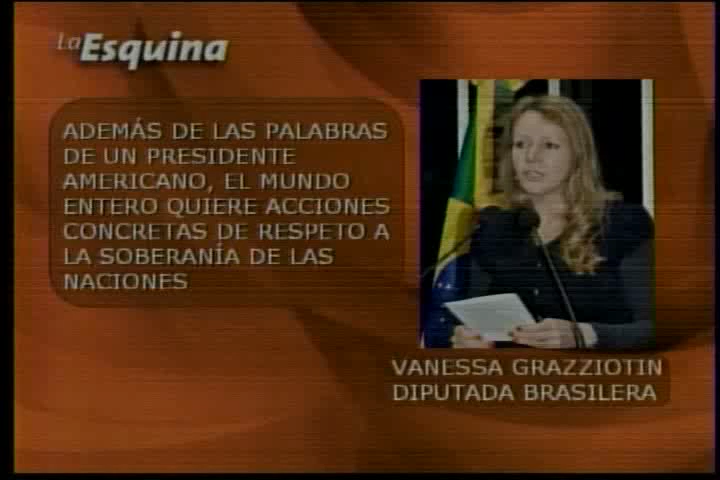 La Esquina
ADEMÁS DE LAS PALABRAS
DE UN PRESIDENTE
AMERICANO, EL MUNDO
ENTERO QUIERE ACCIONES
CONCRETAS DE RESPETO A
LA SOBERANÍA DE LAS
NACIONES
VANESSA GRAZZIOTIN
DIPUTADA BRASILERA